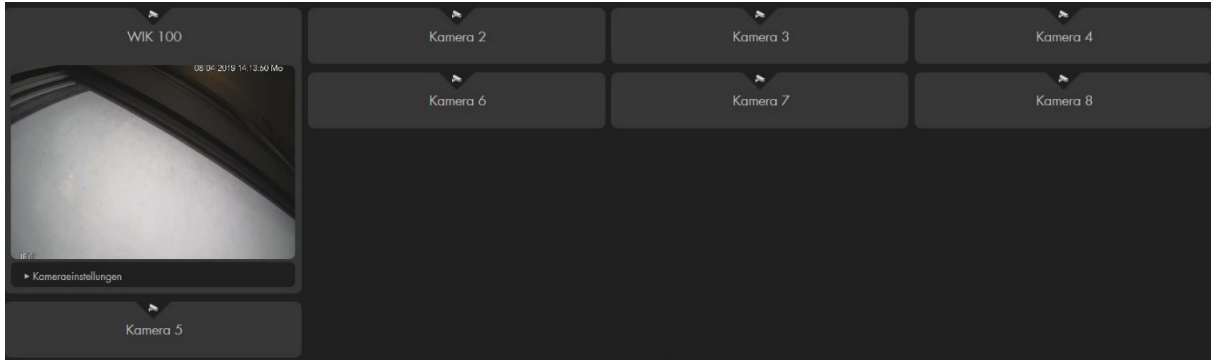 WIK 100
Kamera 2
Kamera 3
Kamera 4
08-04-2019 14:13:50 Mo
Kamera 6
Kamera 7
Kamera 8
▸ Kameraeinstellungen
Kamera 5